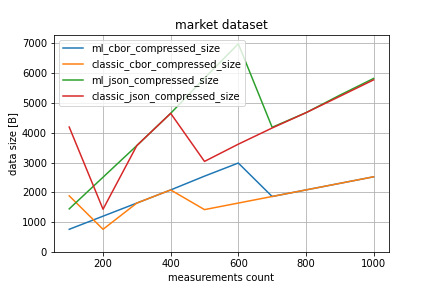 market dataset
7000
6000
5000
4000
3000
2000
1000
0
data size [B]
ml_cbor_compressed_size
classic_cbor_compressed_size
ml_json_compressed_size
classic_json_compressed_size
200 400 600 800 1000
measurements count